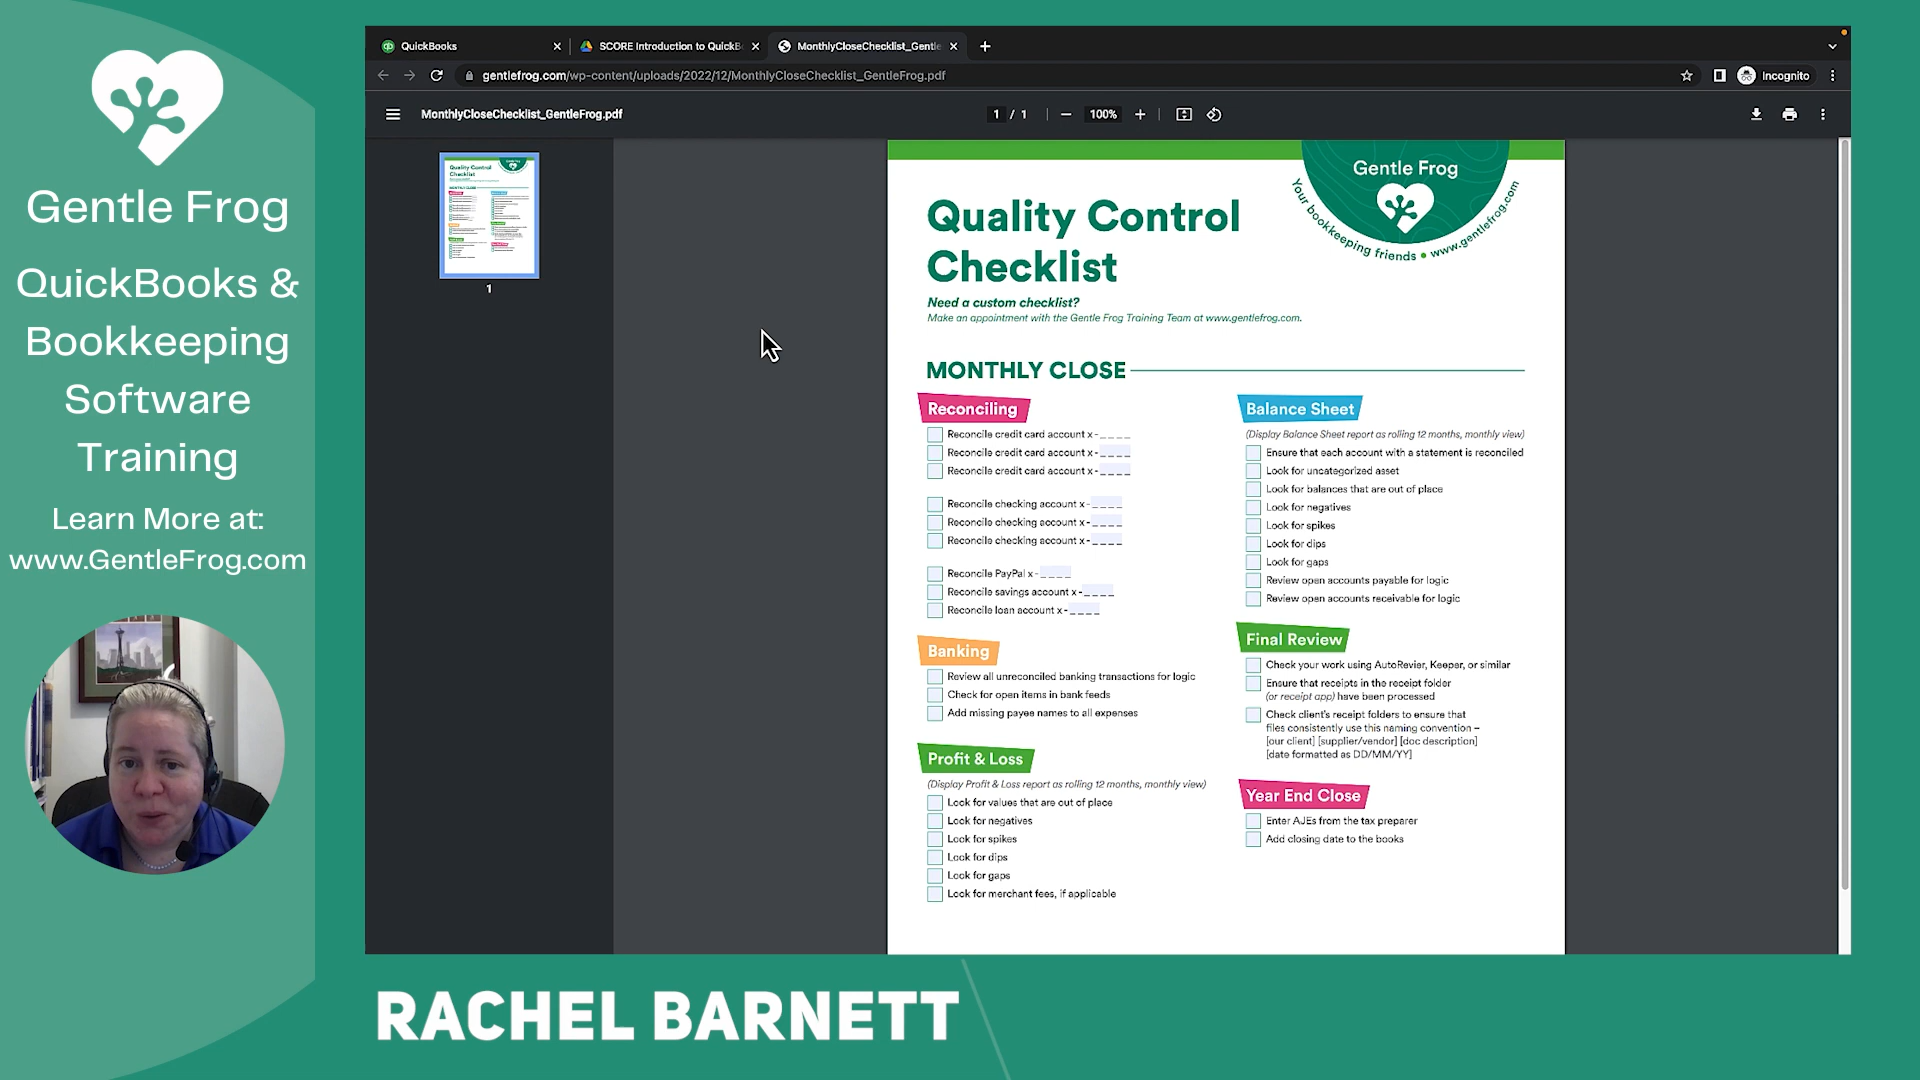 Gentle Frog
QuickBooks &
Bookkeeping
Software
Training
Learn More at:
www.GentleFrog.com
QuickBooks
SCORE Introduction to QuickB
MonthlyCloseChecklist_Gentle
gentlefrog.com/wp-content/uploads/2022/12/MonthlyCloseChecklist_GentleFrog.pdf
Incognito
MonthlyCloseChecklist_GentleFrog.pdf
1 / 1
100%
1
Gentle Frog
Your bookkeeping friends • www.gentlefrog.com
Quality Control
Checklist
Need a custom checklist?
Make an appointment with the Gentle Frog Training Team at www.gentlefrog.com.
MONTHLY CLOSE
Reconciling
Reconcile credit card account x-____
Reconcile credit card account x-____
Reconcile credit card account x-____
Reconcile checking account x-____
Reconcile checking account x-____
Reconcile checking account x-____
Reconcile PayPal x-____
Reconcile savings account x-____
Reconcile loan account x-____
Banking
Review all unreconciled banking transactions for logic
Check for open items in bank feeds
Add missing payee names to all expenses
Profit & Loss
(Display Profit & Loss report as rolling 12 months, monthly view)
Look for values that are out of place
Look for negatives
Look for spikes
Look for dips
Look for gaps
Look for merchant fees, if applicable
Balance Sheet
(Display Balance Sheet report as rolling 12 months, monthly view)
Ensure that each account with a statement is reconciled
Look for uncategorized asset
Look for balances that are out of place
Look for negatives
Look for spikes
Look for dips
Look for gaps
Review open accounts payable for logic
Review open accounts receivable for logic
Final Review
Check your work using AutoRevier, Keeper, or similar
Ensure that receipts in the receipt folder
(or receipt app) have been processed
Check client's receipt folders to ensure that
files consistently use this naming convention –
[our client] [supplier/vendor] [doc description]
[date formatted as DD/MM/YY]
Year End Close
Enter AJEs from the tax preparer
Add closing date to the books
RACHEL BARNETT